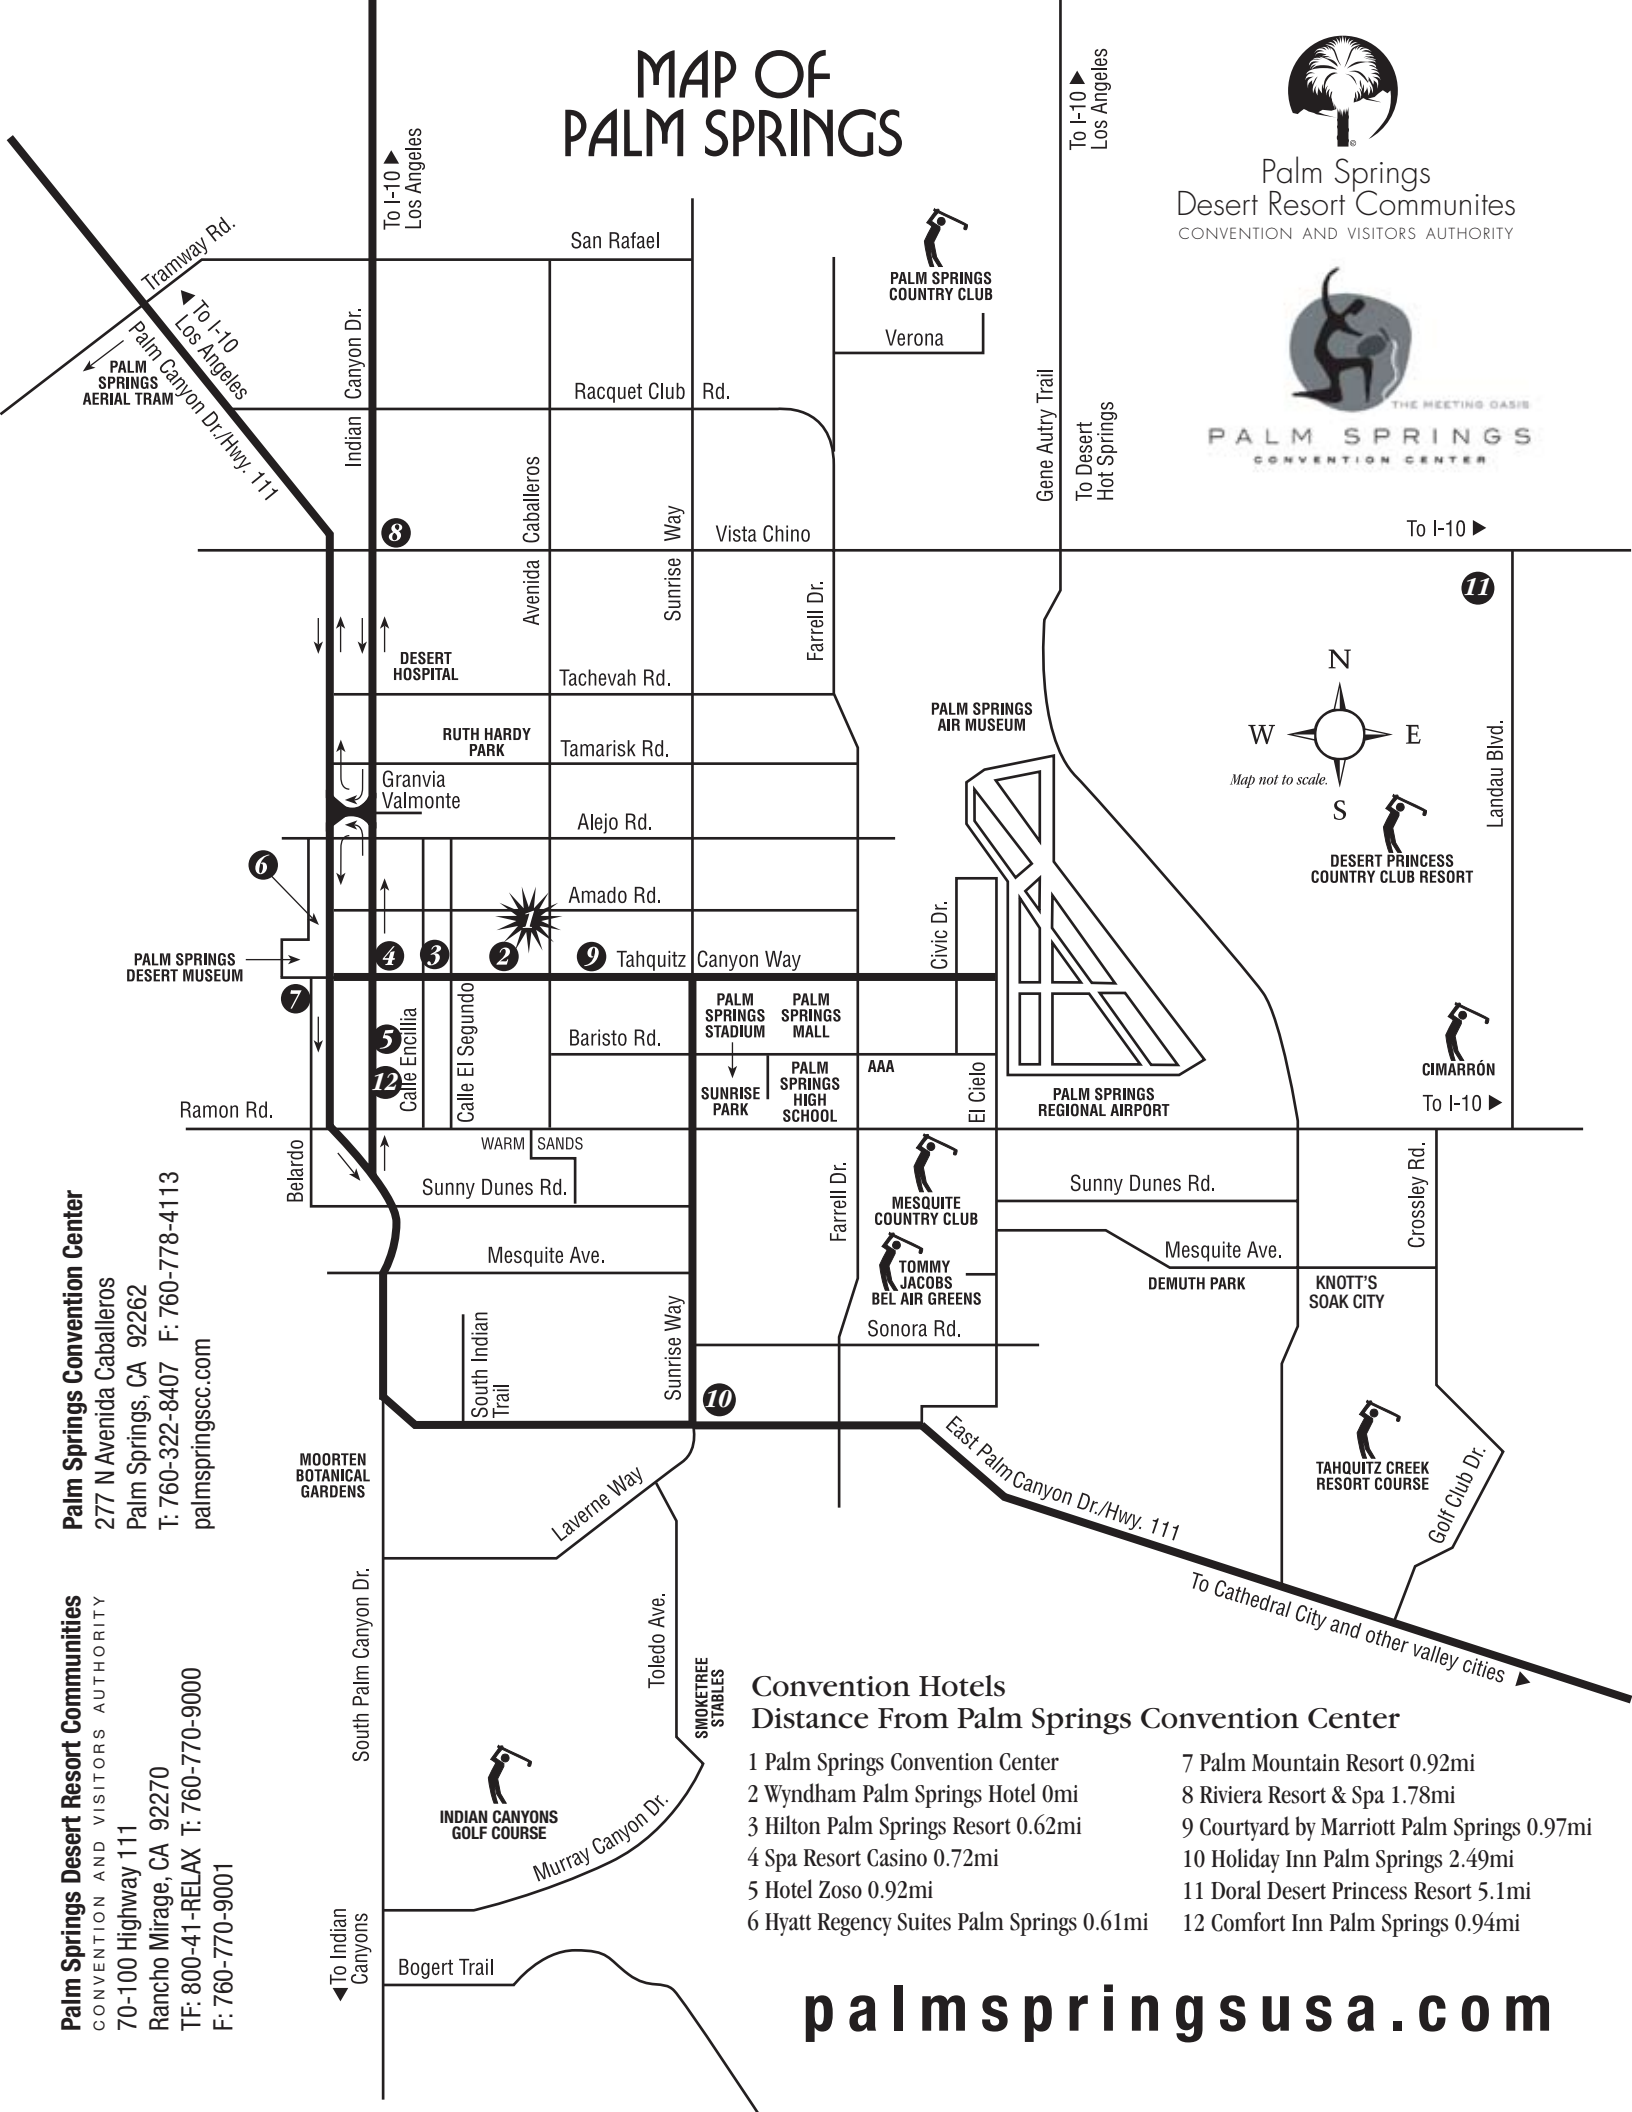 MAP OF
PALM SPRINGS
To I-10
Los Angeles
To I-10
Los Angeles
Palm Springs
Desert Resort Communites
CONVENTION AND VISITORS AUTHORITY
THE MEETING OASIS
PALM SPRINGS
CONVENTION CENTER
Tramway Rd.
San Rafael
PALM SPRINGS
COUNTRY CLUB
To I-10
Los Angeles
Palm Canyon Dr./Hwy. 111
PALM
SPRINGS
AERIAL TRAM
Indian Canyon Dr.
Verona
Racquet Club Rd.
Gene Autry Trail
To Desert
Hot Springs
Avenida Caballeros
Sunrise Way
8
Vista Chino
To I-10
11
Farrell Dr.
DESERT
HOSPITAL
Tachevah Rd.
N
W E
S
Map not to scale.
PALM SPRINGS
AIR MUSEUM
RUTH HARDY
PARK
Tamarisk Rd.
Landau Blvd.
Granvia
Valmonte
Alejo Rd.
DESERT PRINCESS
COUNTRY CLUB RESORT
6
Amado Rd.
1
Civic Dr.
PALM SPRINGS
DESERT MUSEUM
4
3
2
9
Tahquitz Canyon Way
7
PALM
SPRINGS
STADIUM
PALM
SPRINGS
MALL
5
Calle Encillia
Calle El Segundo
Baristo Rd.
12
SUNRISE
PARK
PALM
SPRINGS
HIGH
SCHOOL
AAA
El Cielo
PALM SPRINGS
REGIONAL AIRPORT
CIMARRÓN
To I-10
Ramon Rd.
Belardo
WARM SANDS
Sunny Dunes Rd.
Farrell Dr.
MESQUITE
COUNTRY CLUB
Sunny Dunes Rd.
Crossley Rd.
Mesquite Ave.
TOMMY
JACOBS
BEL AIR GREENS
Mesquite Ave.
DEMUTH PARK
KNOTT'S
SOAK CITY
South Indian
Trail
Sunrise Way
Sonora Rd.
10
East Palm Canyon Dr./Hwy. 111
MOORTEN
BOTANICAL
GARDENS
TAHQUITZ CREEK
RESORT COURSE
Golf Club Dr.
Laverne Way
South Palm Canyon Dr.
Toledo Ave.
SMOKETREE
STABLES
To Cathedral City and other valley cities
INDIAN CANYONS
GOLF COURSE
Murray Canyon Dr.
To Indian
Canyons
Bogert Trail
Palm Springs Convention Center
277 N Avenida Caballeros
Palm Springs, CA 92262
T: 760-322-8407 F: 760-778-4113
palmspringscc.com
Palm Springs Desert Resort Communities
CONVENTION AND VISITORS AUTHORITY
70-100 Highway 111
Rancho Mirage, CA 92270
TF: 800-41-RELAX T: 760-770-9000
F: 760-770-9001
Convention Hotels
Distance From Palm Springs Convention Center
1 Palm Springs Convention Center
2 Wyndham Palm Springs Hotel 0mi
3 Hilton Palm Springs Resort 0.62mi
4 Spa Resort Casino 0.72mi
5 Hotel Zoso 0.92mi
6 Hyatt Regency Suites Palm Springs 0.61mi
7 Palm Mountain Resort 0.92mi
8 Riviera Resort & Spa 1.78mi
9 Courtyard by Marriott Palm Springs 0.97mi
10 Holiday Inn Palm Springs 2.49mi
11 Doral Desert Princess Resort 5.1mi
12 Comfort Inn Palm Springs 0.94mi
palmspringsusa.com